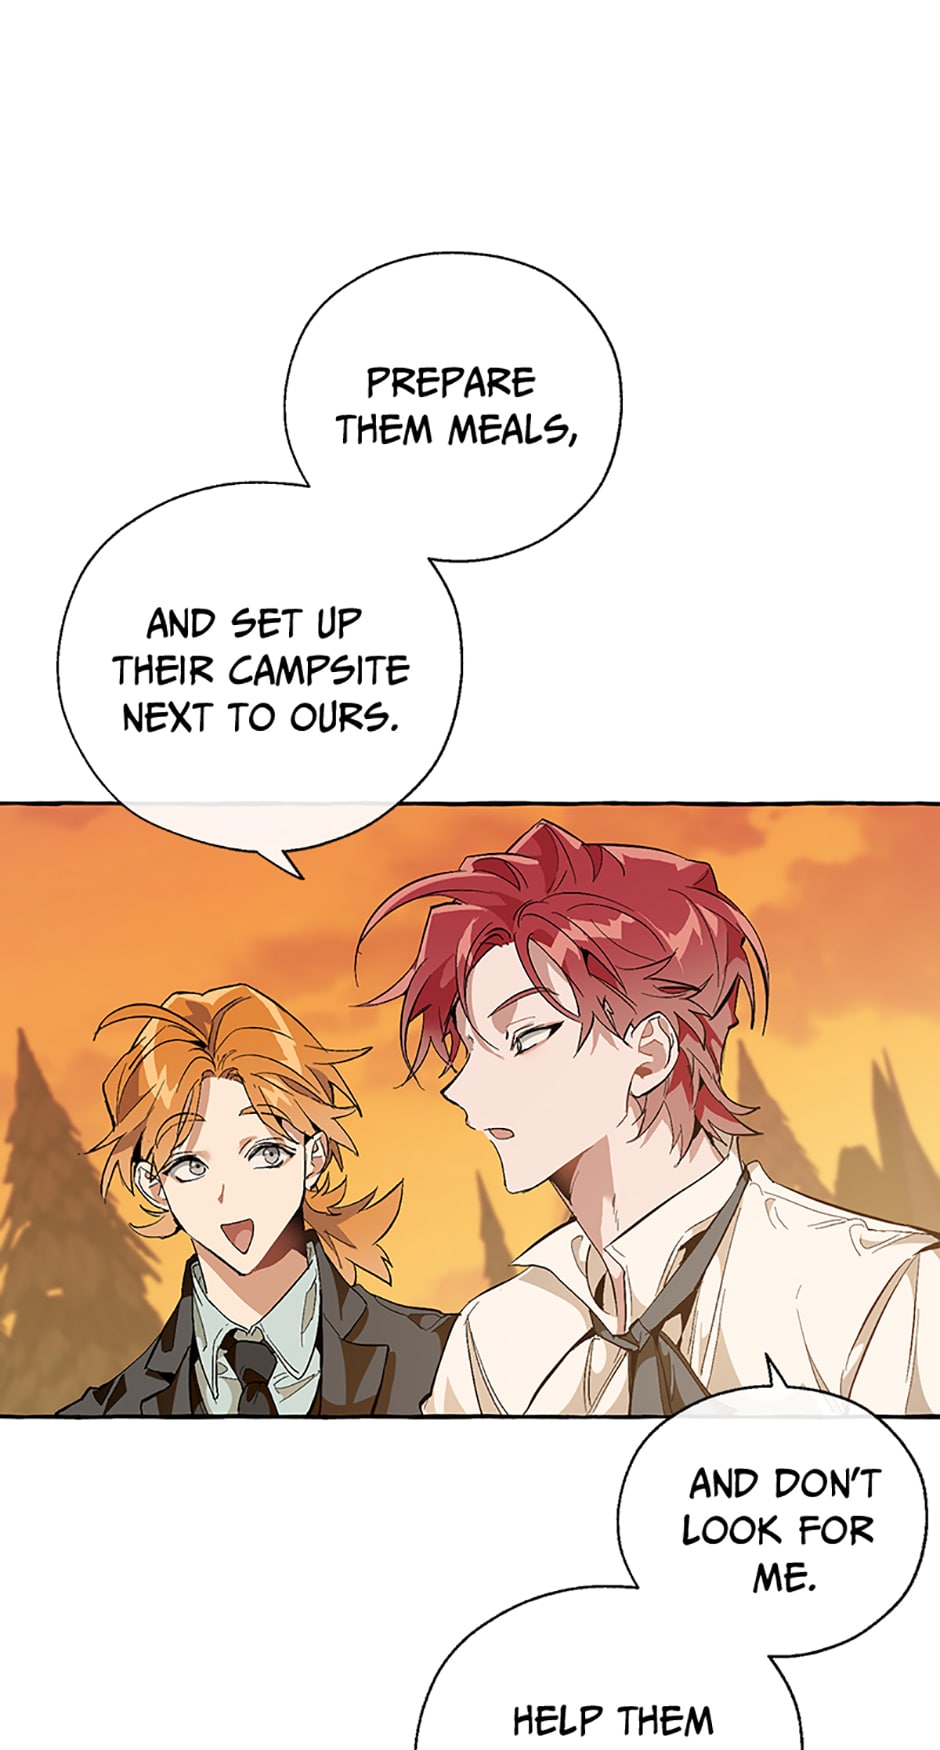 PREPARE
THEM MEALS,
AND SET UP
THEIR CAMPSITE
NEXT TO OURS.
AND DON'T
LOOK FOR
ME.
HELP THEM